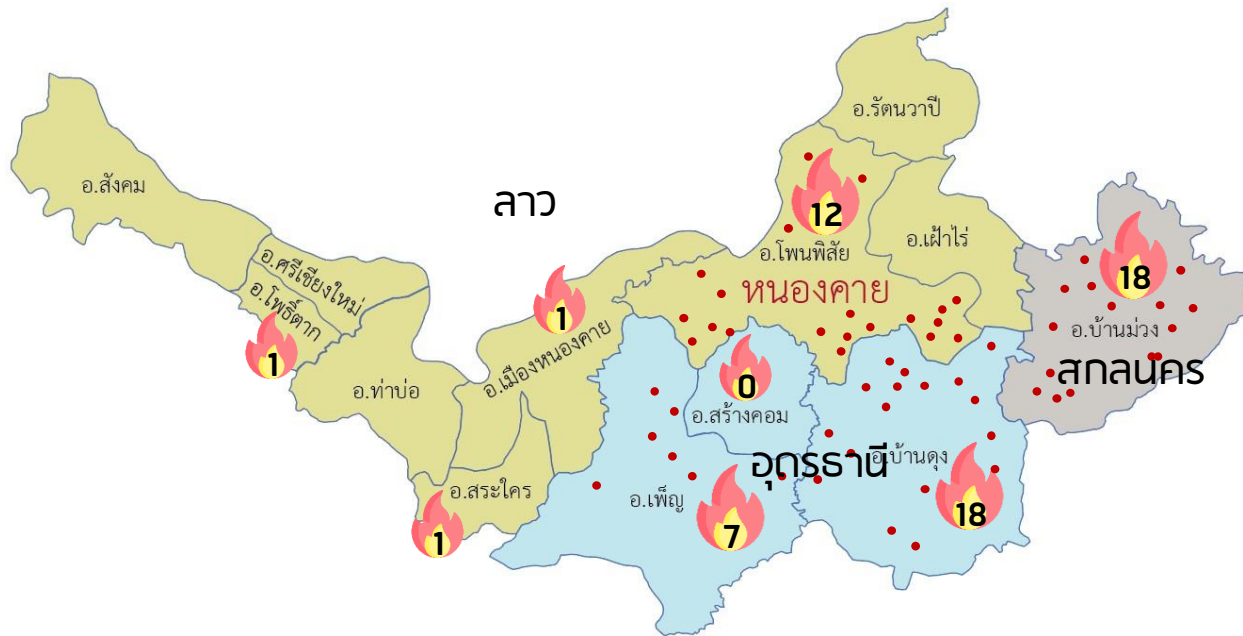 อ.รัตนวาปี
อ.สังคม
ลาว
12
อ.เฝ้าไร่
อ.โพนพิสัย
18
อ.ศรีเชียงใหม่
อ.โพธิ์ตาก
หนองคาย
1
อ.บ้านม่วง
1
อ.เมืองหนองคาย
สกลนคร
อ.ท่าบ่อ
0
อ.สร้างคอม
อุดรธานี
อ.บ้านดุง
อ.สระใคร
อ.เพ็ญ
18
1
7